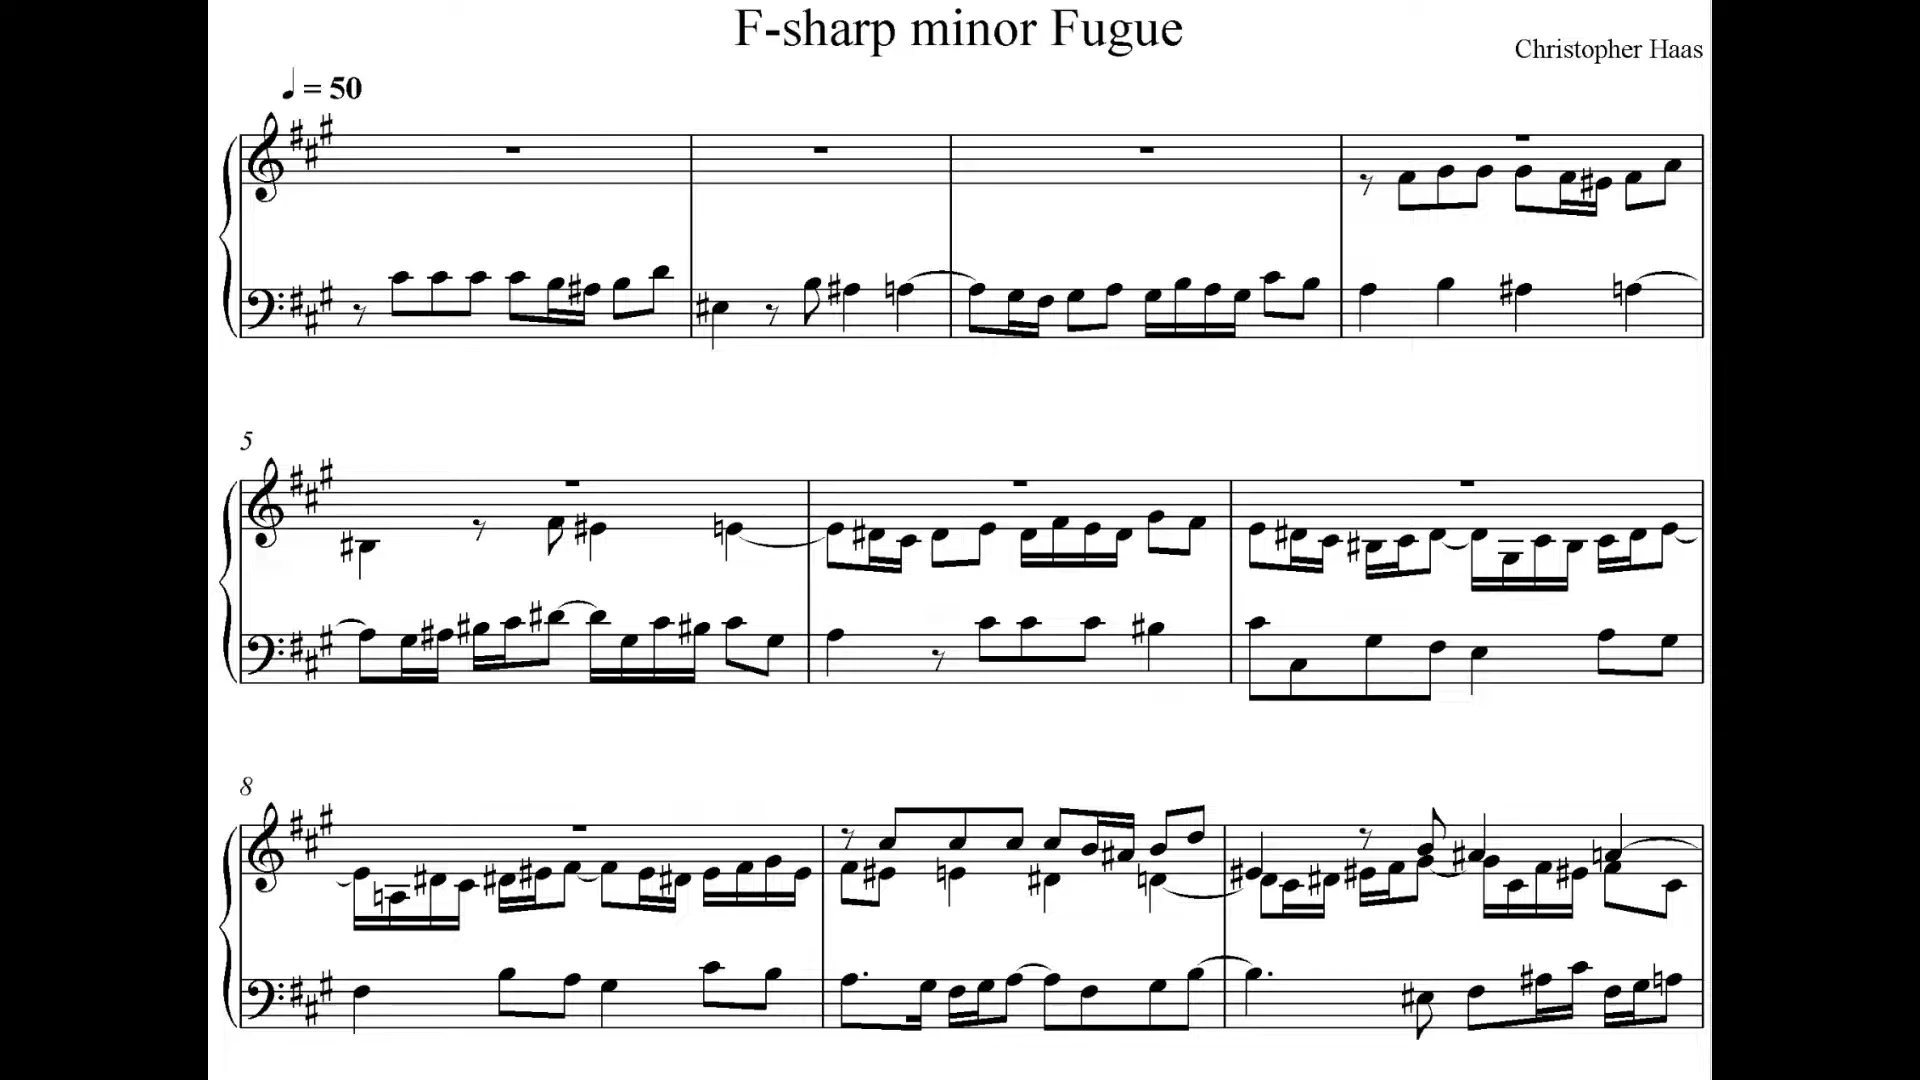 F-sharp minor Fugue
Christopher Haas
♩ = 50
5
8